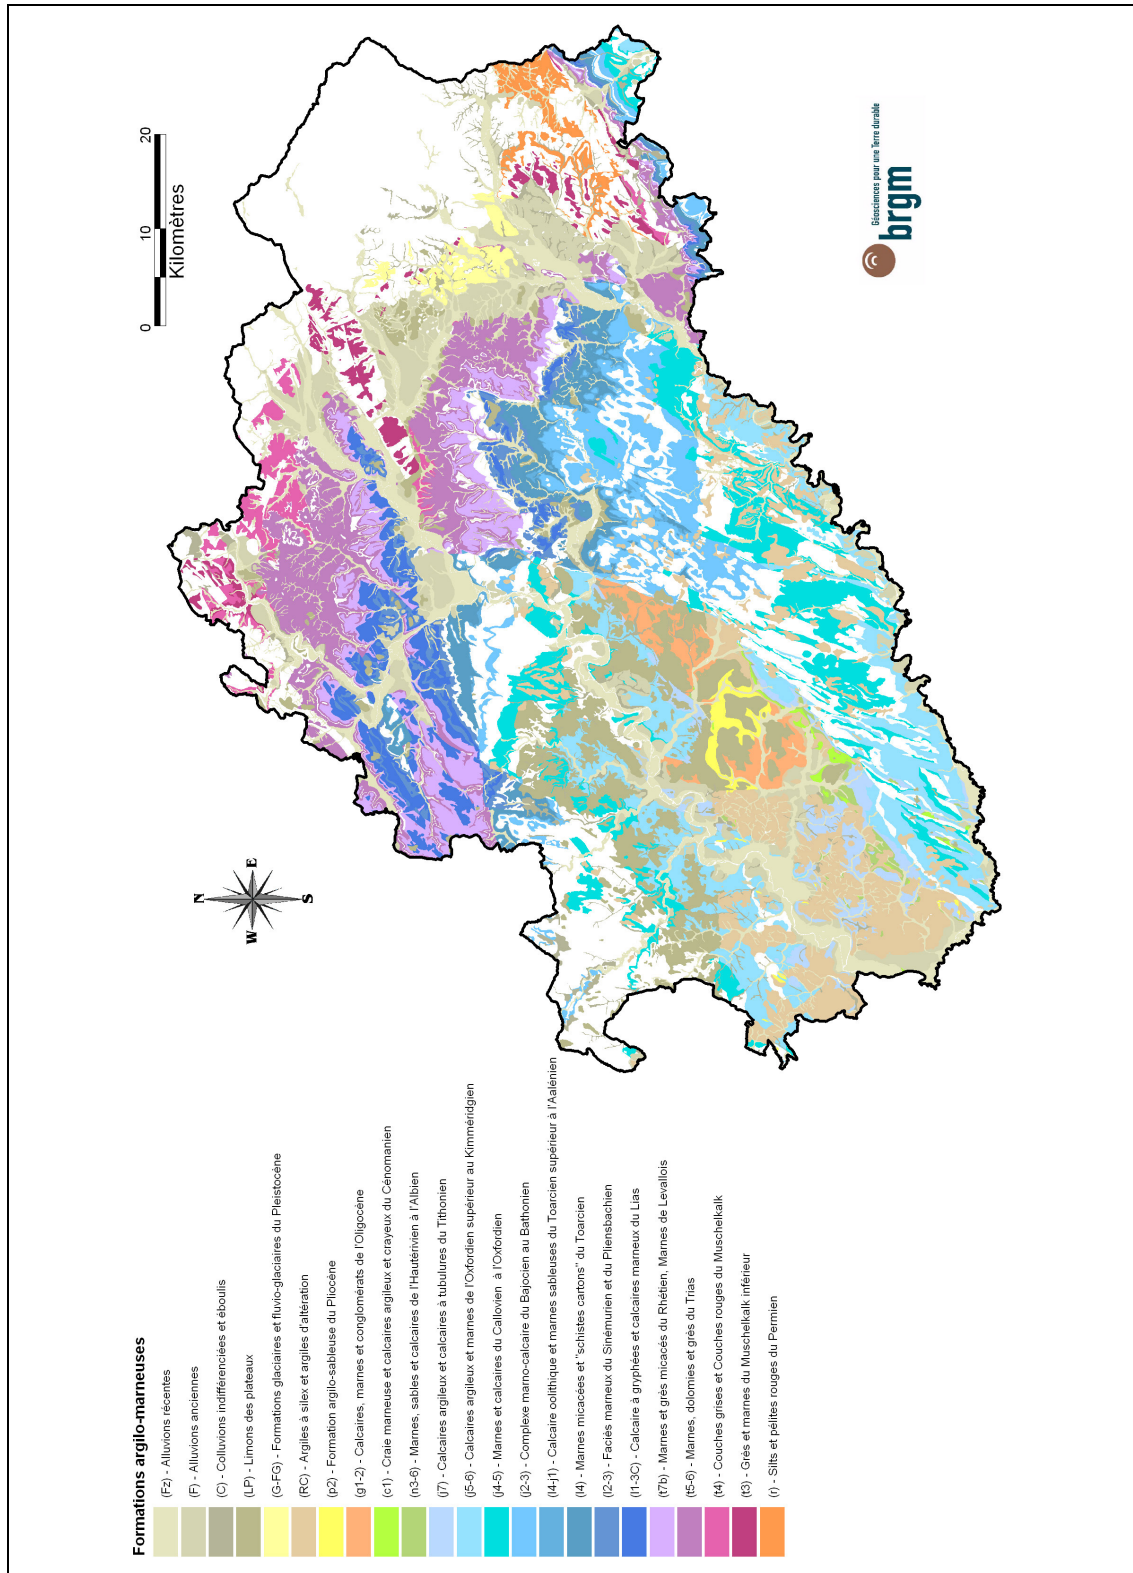 Formations argilo-marneuses
(Fz) - Alluvions récentes
(F) - Alluvions anciennes
(C) - Colluvions indifférenciées et éboulis
(LP) - Limons des plateaux
(G-FG) - Formations glaciaires et fluvio-glaciaires du Pleistocène
(RC) - Argiles à silex et argiles d'altération
(p2) - Formation argilo-sableuse du Pliocène
(g1-2) - Calcaires, marnes et conglomérats de l'Oligocène
(c1) - Craie marneuse et calcaires argileux et crayeux du Cénomanien
(n3-6) - Marnes, sables et calcaires de l'Hautérivien à l'Albien
(j7) - Calcaires argileux et calcaires à tubulures du Tithonien
(j5-6) - Calcaires argileux et marnes de l'Oxfordien supérieur au Kimméridgien
(j4-5) - Marnes et calcaires du Callovien à l'Oxfordien
(j2-3) - Complexe marno-calcaire du Bajocien au Bathonien
(l4-j1) - Calcaire oolithique et marnes sableuses du Toarcien supérieur à l'Aalénien
(l4) - Marnes micacées et "schistes cartons" du Toarcien
(l2-3) - Faciès marneux du Sinémurien et du Pliensbachien
(l1-3C) - Calcaire à gryphées et calcaires marneux du Lias
(t7b) - Marnes et grès micacés du Rhétien, Marnes de Levallois
(t5-6) - Marnes, dolomies et grès du Trias
(t4) - Couches grises et Couches rouges du Muschelkalk
(t3) - Grès et marnes du Muschelkalk inférieur
(r) - Silts et pélites rouges du Permien
N
W E
S
0 10 20
Kilomètres
Géosciences pour une Terre durable
brgm